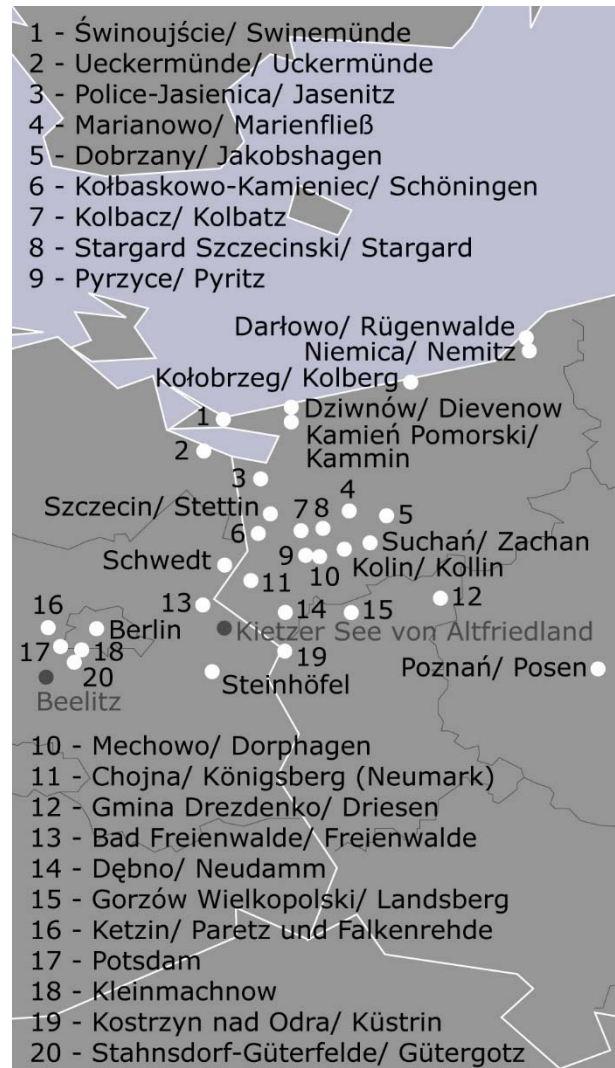 1 - Świnoujście/ Swinemünde
2 - Ueckermünde/ Uckermünde
3 - Police-Jasienica/ Jasenitz
4 - Marianowo/ Marienfließ
5 - Dobrzany/ Jakobshagen
6 - Kołbaskowo-Kamieniec/ Schöningen
7 - Kolbacz/ Kolbatz
8 - Stargard Szczecinski/ Stargard
9 - Pyrzyce/ Pyritz
Darłowo/ Rügenwalde
Niemica/ Nemitz
Kołobrzeg/ Kolberg
1
Dziwnów/ Dievenow
Kamień Pomorski/
Kammin
2
3
4
Szczecin/ Stettin
7 8
5
6
Suchań/ Zachan
9
Kolin/ Kollin
Schwedt
10
11
12
13
14
15
16
Berlin
Kietzer See von Altfriedland
17
18
19
20
Steinhöfel
Poznań/ Posen
Beelitz
10 - Mechowo/ Dorphagen
11 - Chojna/ Königsberg (Neumark)
12 - Gmina Drezdenko/ Driesen
13 - Bad Freienwalde/ Freienwalde
14 - Dębno/ Neudamm
15 - Gorzów Wielkopolski/ Landsberg
16 - Ketzin/ Paretz und Falkenrehde
17 - Potsdam
18 - Kleinmachnow
19 - Kostrzyn nad Odra/ Küstrin
20 - Stahnsdorf-Güterfelde/ Gütergotz